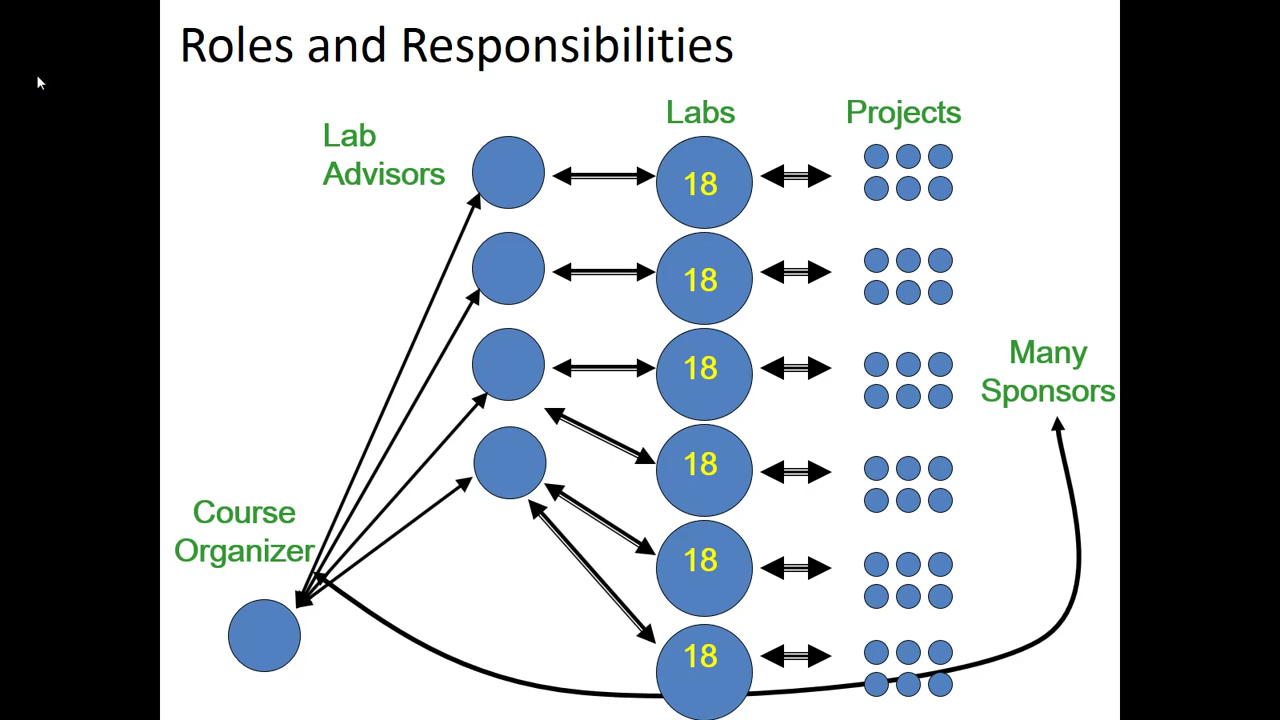 Roles and Responsibilities
Labs
Projects
Lab
Advisors
18
18
18
Many
Sponsors
18
Course
Organizer
18
18